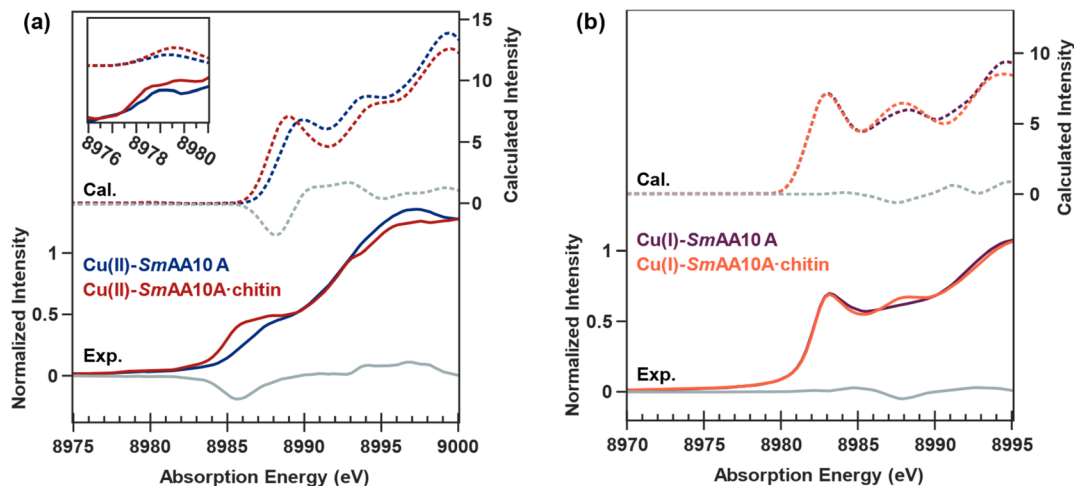 (a)
8976
8978
8980
Cal.
15
10
5
0
Calculated Intensity
Cu(II)-SmAA10 A
Cu(II)-SmAA10A·chitin
Exp.
1
0.5
0
Normalized Intensity
8975
8980
8985
8990
8995
9000
Absorption Energy (eV)
(b)
Cal.
10
5
0
Calculated Intensity
Cu(I)-SmAA10 A
Cu(I)-SmAA10A·chitin
Exp.
1
0.5
0
Normalized Intensity
8970
8975
8980
8985
8990
8995
Absorption Energy (eV)